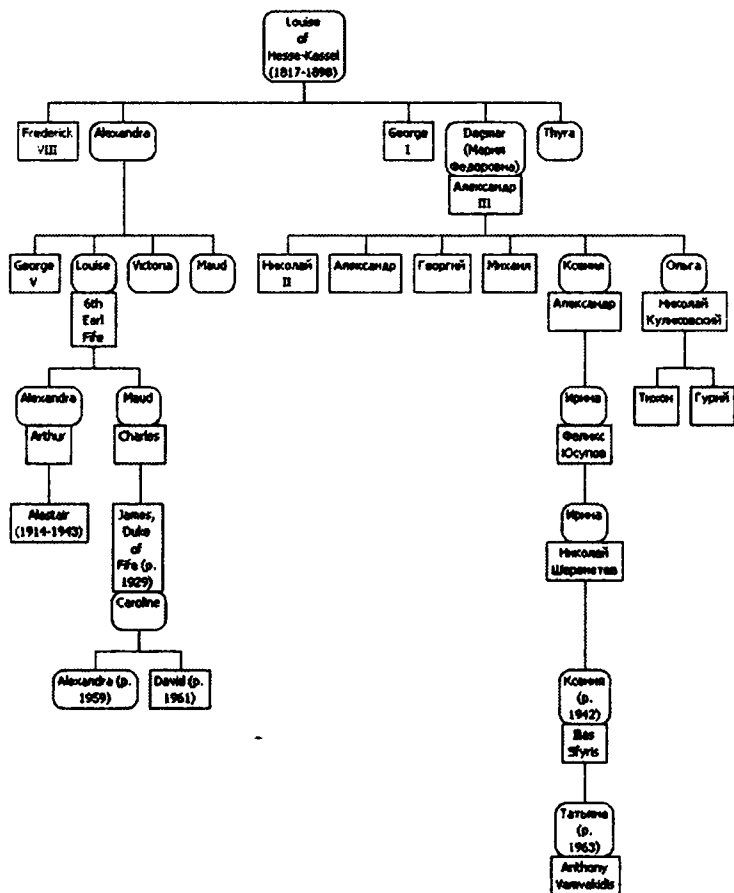 Louise
of
Hesse-Kassel
(1817-1898)
Frederick
VIII
Alexandra
George
I
Dagmar
(Мария
Федоровна)
Александр
III
Thyra
George
V
Louise
6th
Earl
Fife
Victoria
Maud
Николай
II
Александр
Георгий
Михаил
Ксения
Александр
Ольга
Николай
Куликовский
Alexandra
Arthur
Maud
Charles
Ирина
Феликс
Юсупов
Тихон
Гурий
Alastair
(1914-1943)
James,
Duke
of
Fife (р.
1929)
Caroline
Ирина
Николай
Шереметев
Alexandra (р.
1959)
David (р.
1961)
Ксения
(р.
1942)
Ilias
Sfyris
Татьяна
(р.
1963)
Anthony
Vamvakidis